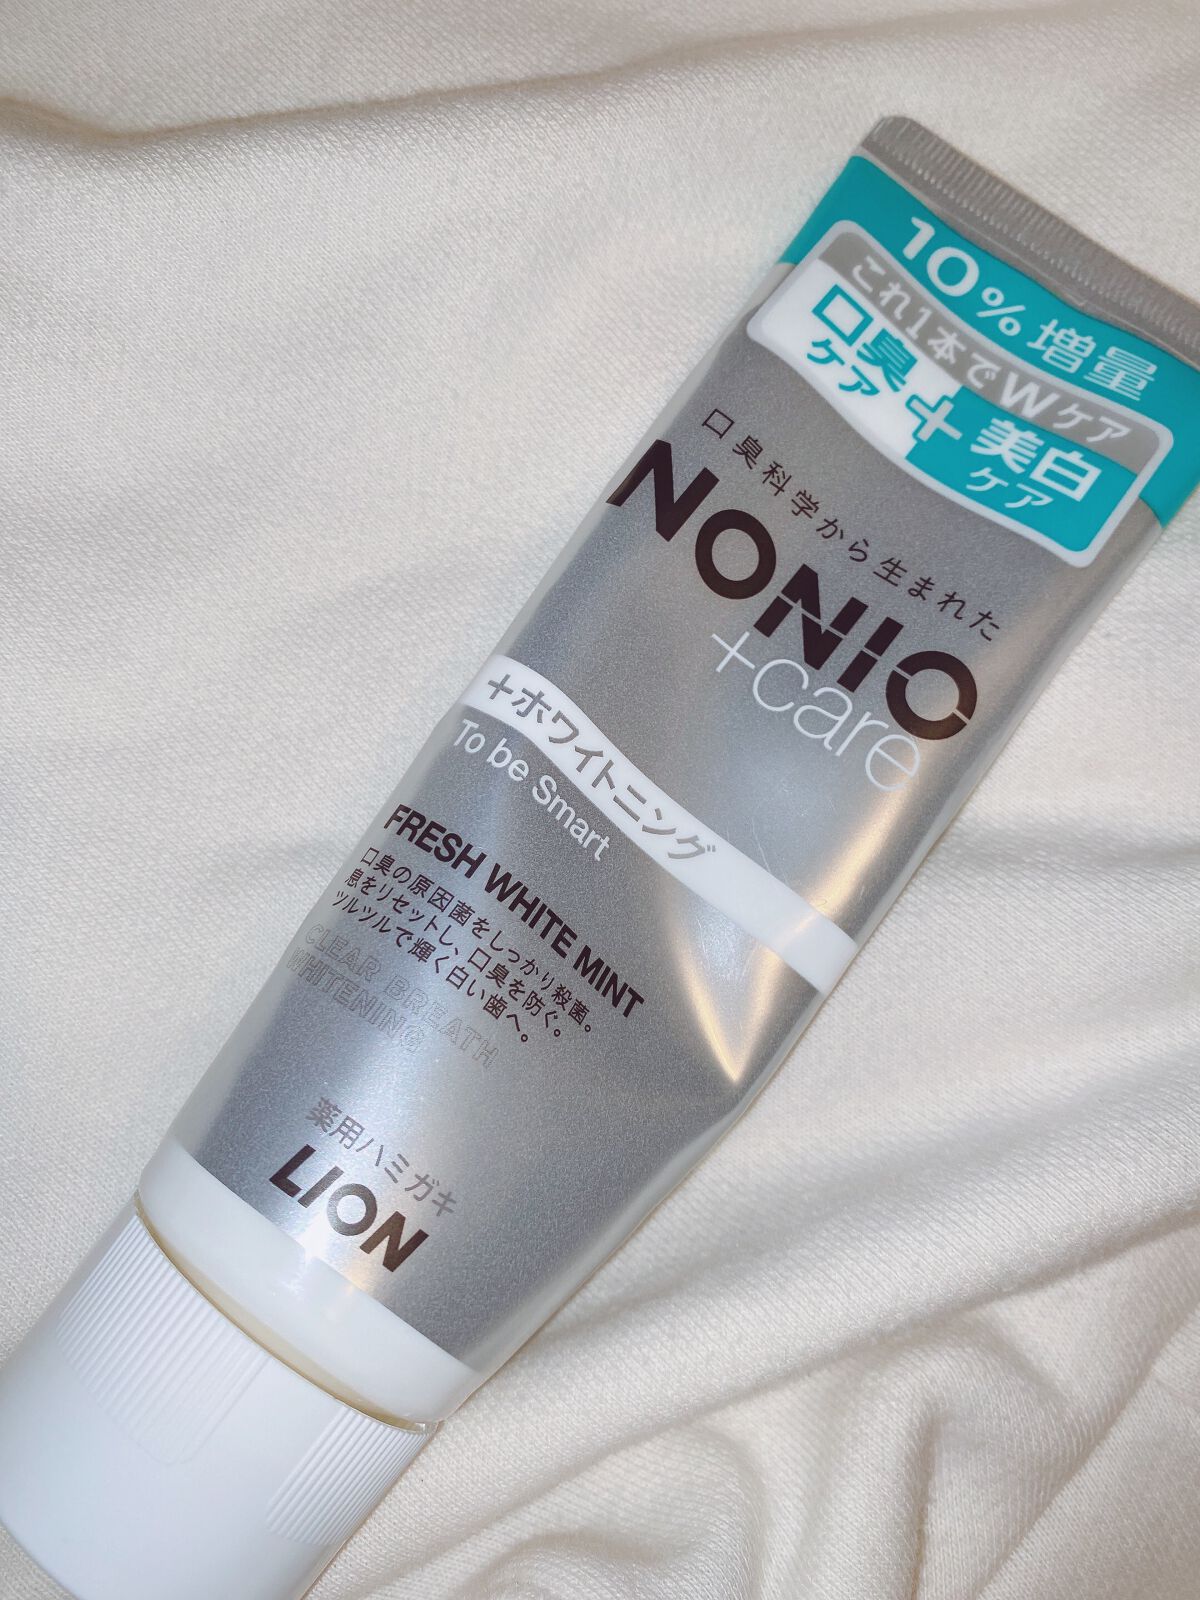 10%増量
これ1本でWケア
口臭ケア+美白ケア
口臭科学から生まれた
NONIO
+care
+ホワイトニング
To be Smart
FRESH WHITE MINT
口臭の原因菌をしっかり殺菌。
息をリセットし、口臭を防ぐ。
ツルツルで輝く白い歯へ。
CLEAR BREATH
WHITENING
薬用ハミガキ
LION